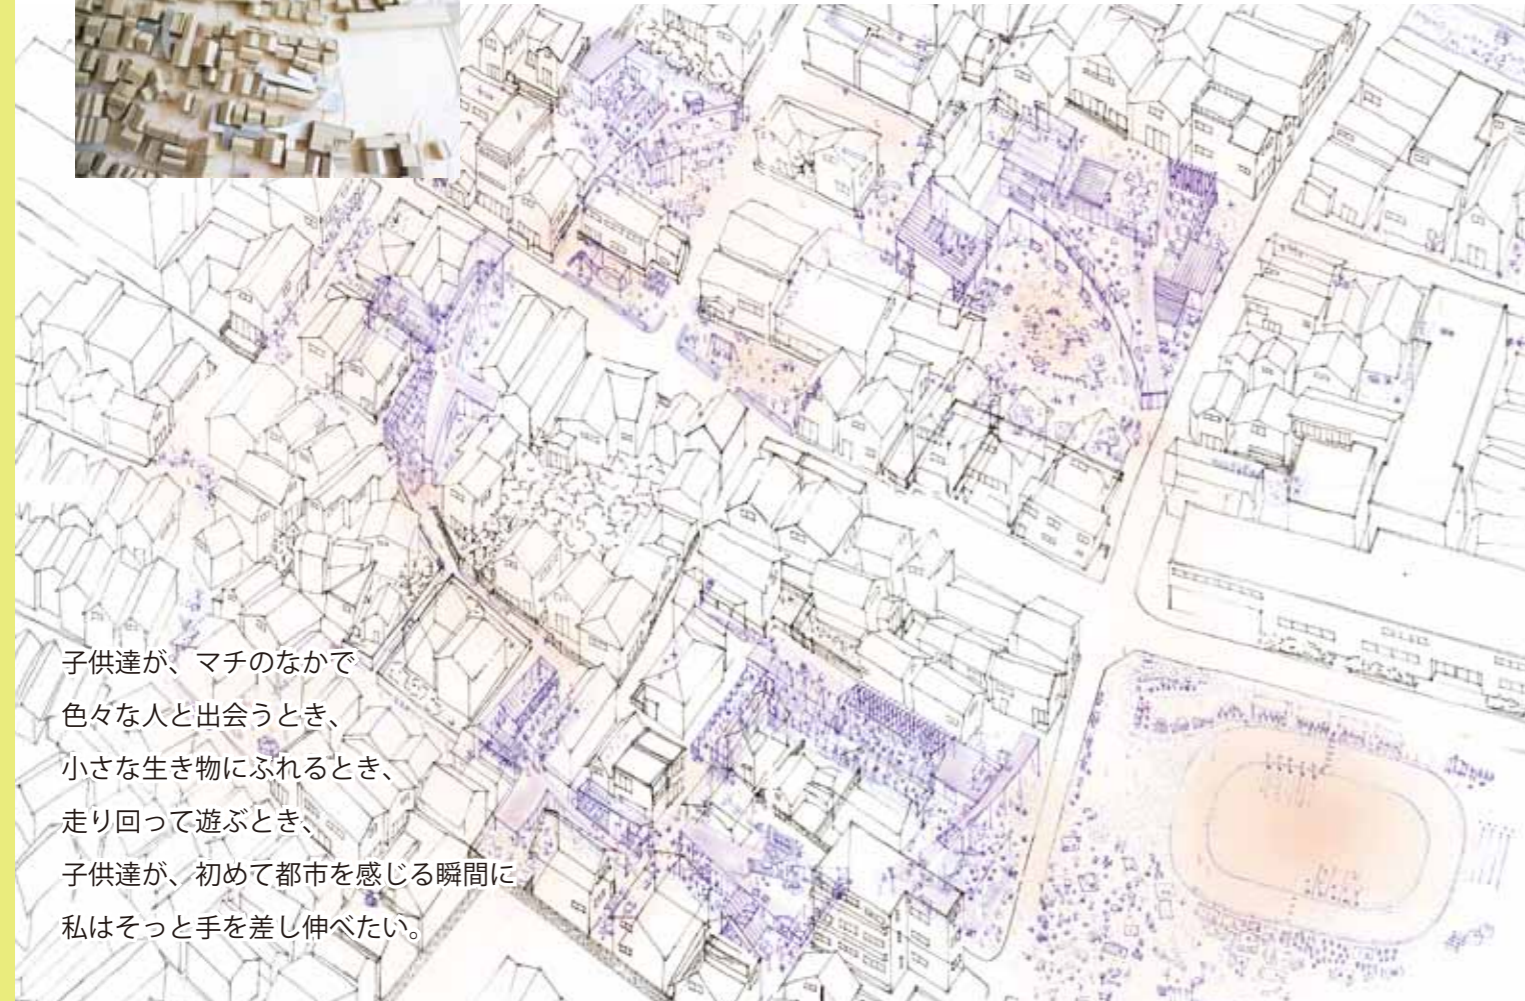 子供達が、マチのなかで
色々な人と出会うとき、
小さな生き物にふれるとき、
走り回って遊ぶとき、
子供達が、初めて都市を感じる瞬間に
私はそっと手を差し伸べたい。